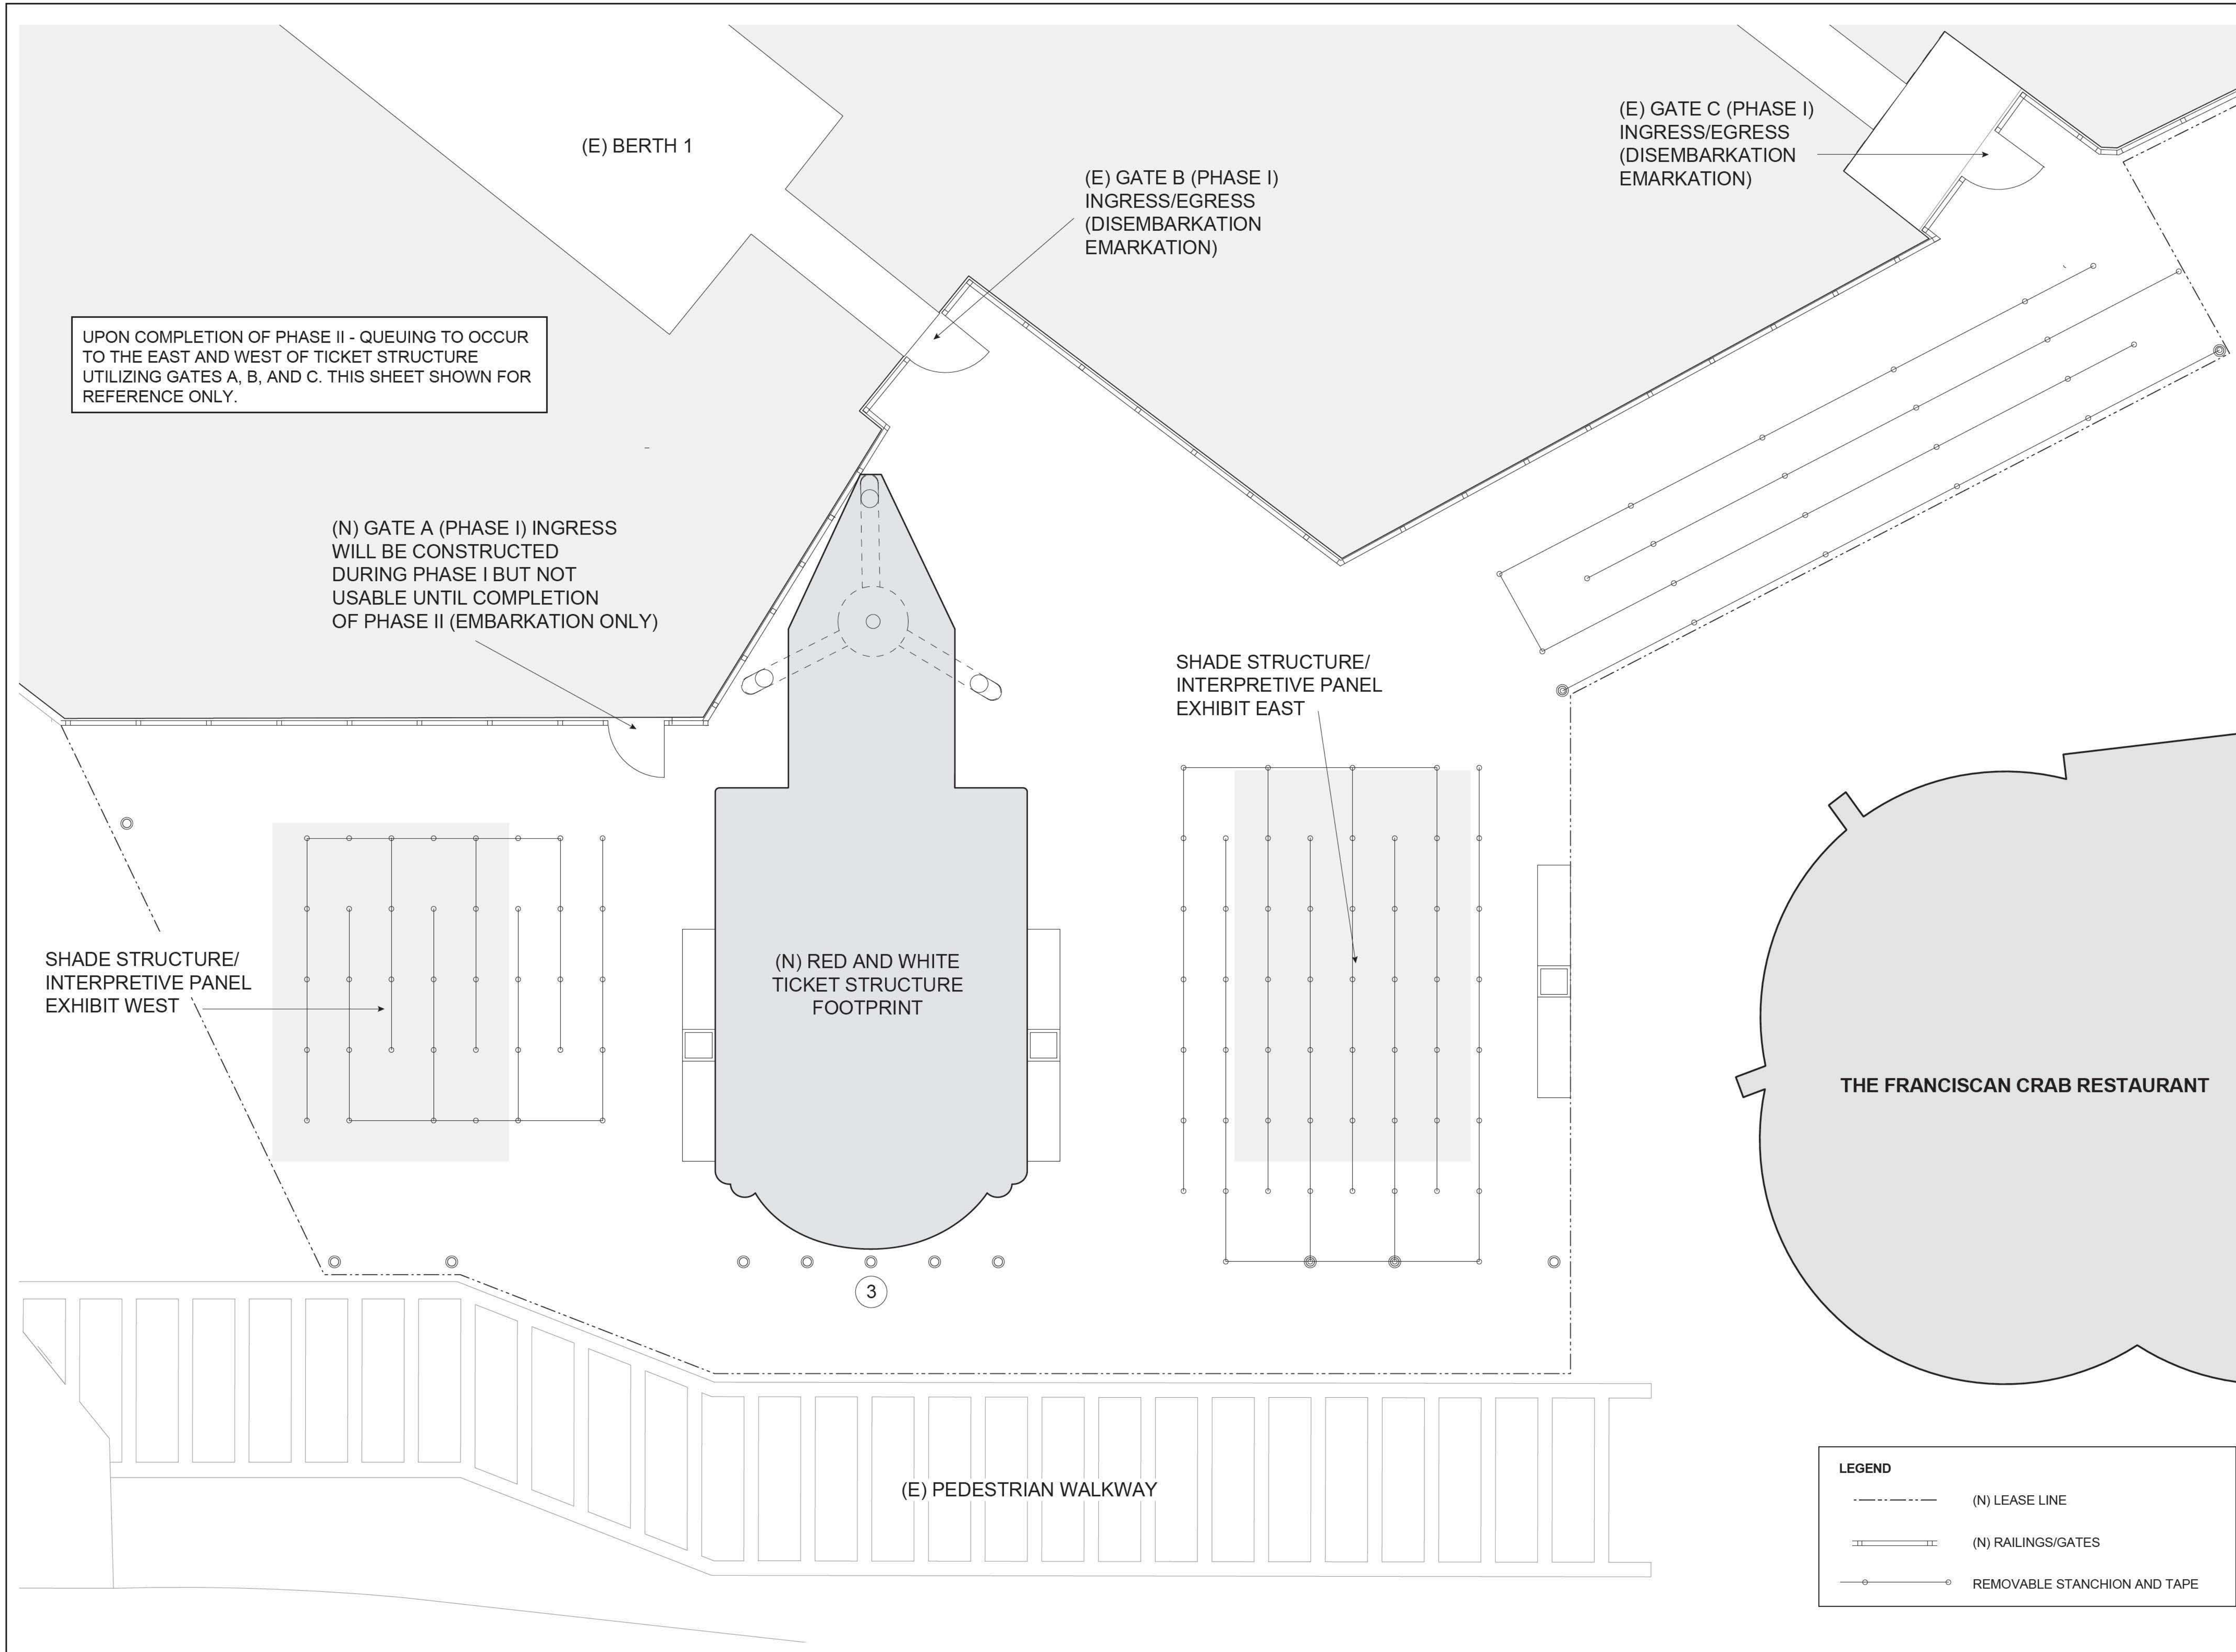 (E) BERTH 1
(E) GATE B (PHASE I)
INGRESS/EGRESS
(DISEMBARKATION
EMARKATION)
(E) GATE C (PHASE I)
INGRESS/EGRESS
(DISEMBARKATION
EMARKATION)
UPON COMPLETION OF PHASE II - QUEUING TO OCCUR
TO THE EAST AND WEST OF TICKET STRUCTURE
UTILIZING GATES A, B, AND C. THIS SHEET SHOWN FOR
REFERENCE ONLY.
(N) GATE A (PHASE I) INGRESS
WILL BE CONSTRUCTED
DURING PHASE I BUT NOT
USABLE UNTIL COMPLETION
OF PHASE II (EMBARKATION ONLY)
SHADE STRUCTURE/
INTERPRETIVE PANEL
EXHIBIT EAST
SHADE STRUCTURE/
INTERPRETIVE PANEL
EXHIBIT WEST
(N) RED AND WHITE
TICKET STRUCTURE
FOOTPRINT
THE FRANCISCAN CRAB RESTAURANT
3
(E) PEDESTRIAN WALKWAY
LEGEND
(N) LEASE LINE
(N) RAILINGS/GATES
REMOVABLE STANCHION AND TAPE